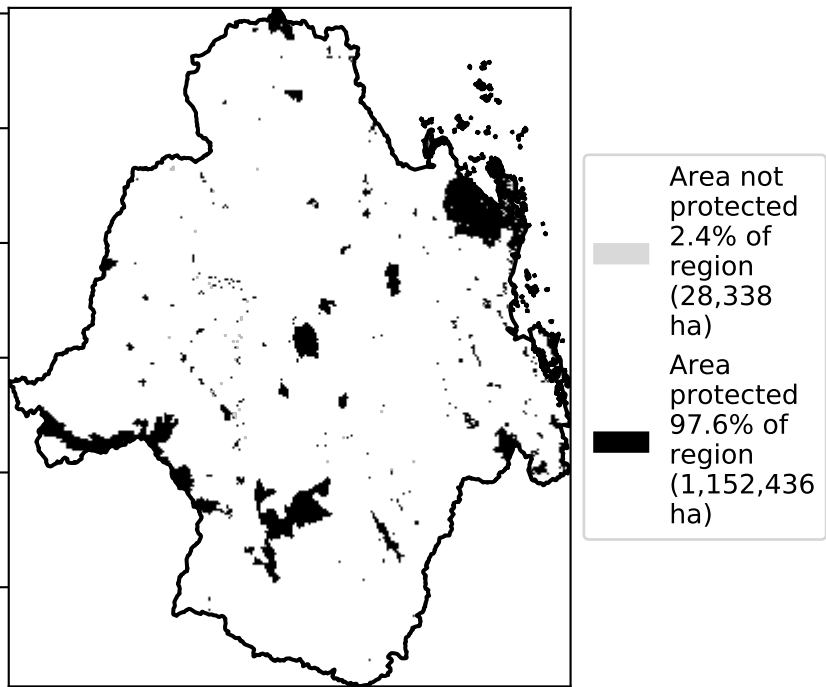 Area not
protected
2.4% of
region
(28,338
ha)
Area
protected
97.6% of
region
(1,152,436
ha)